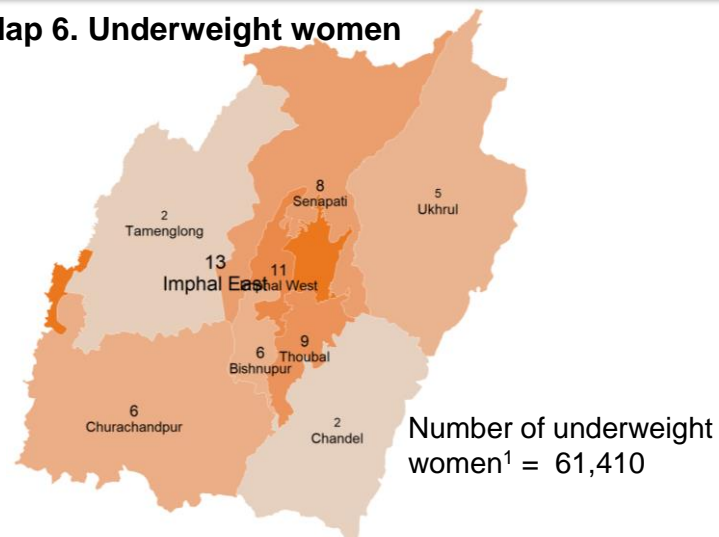 Map 6. Underweight women
8
Senapati
5
Ukhrul
2
Tamenglong
13
Imphal East
11
Imphal West
9
Thoubal
6
Bishnupur
6
Churachandpur
2
Chandel
Number of underweight
women¹ = 61,410